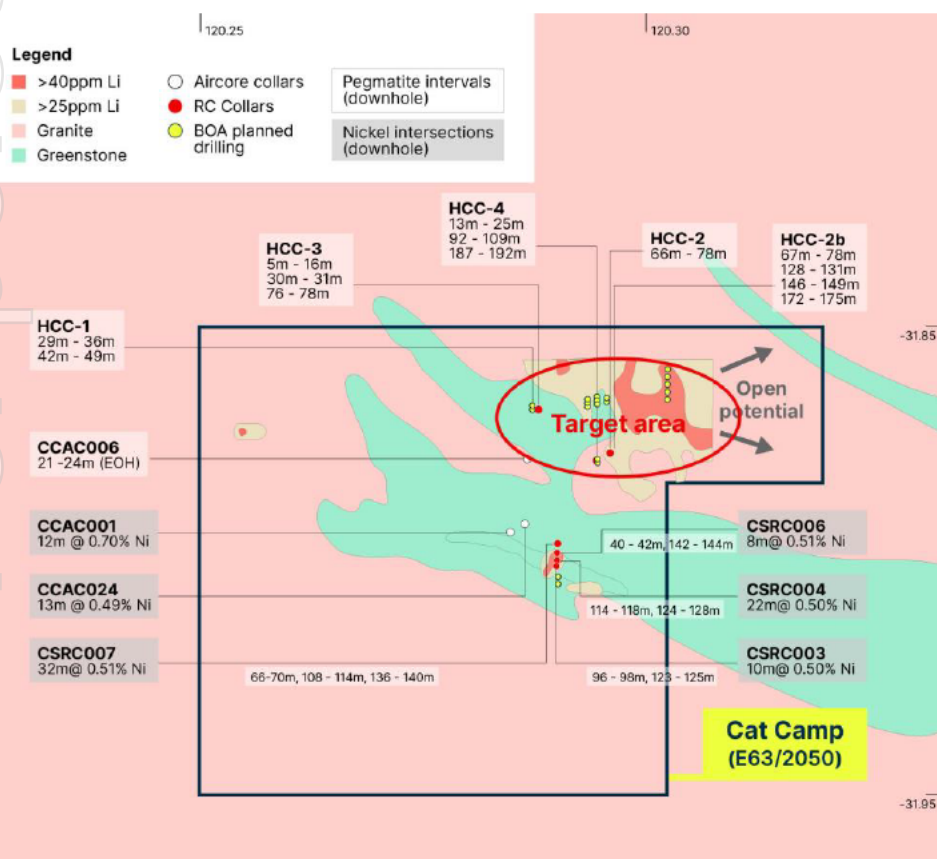 120.25
120.30
Legend
>40ppm Li
>25ppm Li
Granite
Greenstone
Aircore collars
RC Collars
BOA planned
drilling
Pegmatite intervals
(downhole)
Nickel intersections
(downhole)
HCC-4
13m - 25m
92 - 109m
187 - 192m
HCC-3
5m - 16m
30m - 31m
76 - 78m
HCC-2
66m - 78m
HCC-2b
67m - 78m
128 - 131m
146 - 149m
172 - 175m
HCC-1
29m - 36m
42m - 49m
-31.85
Open
potential
Target area
CCAC006
21 -24m (EOH)
CCAC001
12m @ 0.70% Ni
CSRC006
8m@ 0.51% Ni
40 - 42m, 142 - 144m
CCAC024
13m @ 0.49% Ni
CSRC004
22m@ 0.50% Ni
114 - 118m, 124 - 128m
CSRC007
32m@ 0.51% Ni
CSRC003
10m@ 0.50% Ni
66-70m, 108 - 114m, 136 - 140m
96 - 98m, 123 - 125m
Cat Camp
(E63/2050)
-31.95